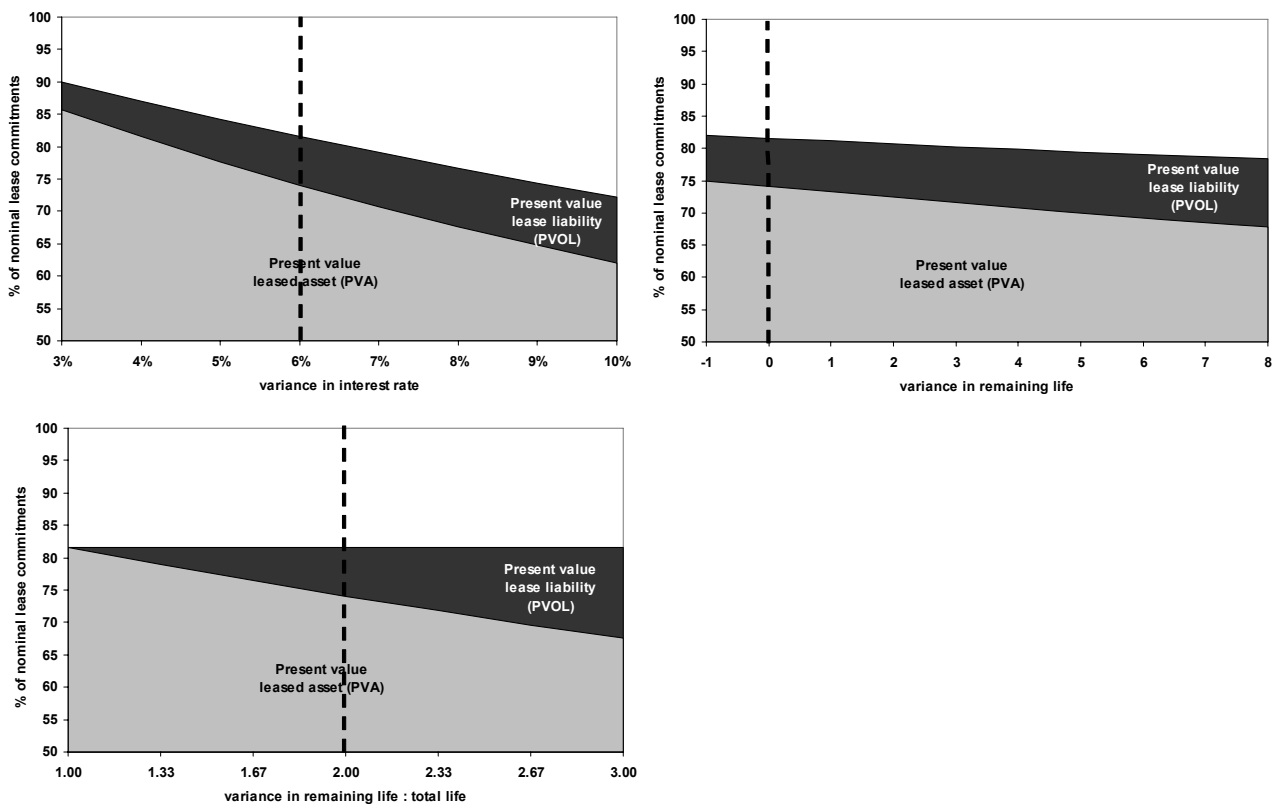 100
95
90
85
80
75
70
65
60
55
50
% of nominal lease commitments
Present value
lease liability
(PVOL)
Present value
leased asset (PVA)
3% 4% 5% 6% 7% 8% 9% 10%
variance in interest rate
100
95
90
85
80
75
70
65
60
55
50
% of nominal lease commitments
Present value
lease liability
(PVOL)
Present value
leased asset (PVA)
-1 0 1 2 3 4 5 6 7 8
variance in remaining life
100
95
90
85
80
75
70
65
60
55
50
% of nominal lease commitments
Present value
lease liability
(PVOL)
Present value
leased asset (PVA)
1.00 1.33 1.67 2.00 2.33 2.67 3.00
variance in remaining life : total life